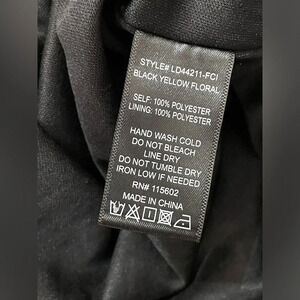 STYLE# LD44211-FCI
BLACK YELLOW FLORAL
SELF: 100% POLYESTER
LINING: 100% POLYESTER
HAND WASH COLD
DO NOT BLEACH
LINE DRY
DO NOT TUMBLE DRY
IRON LOW IF NEEDED
RN# 115602
MADE IN CHINA